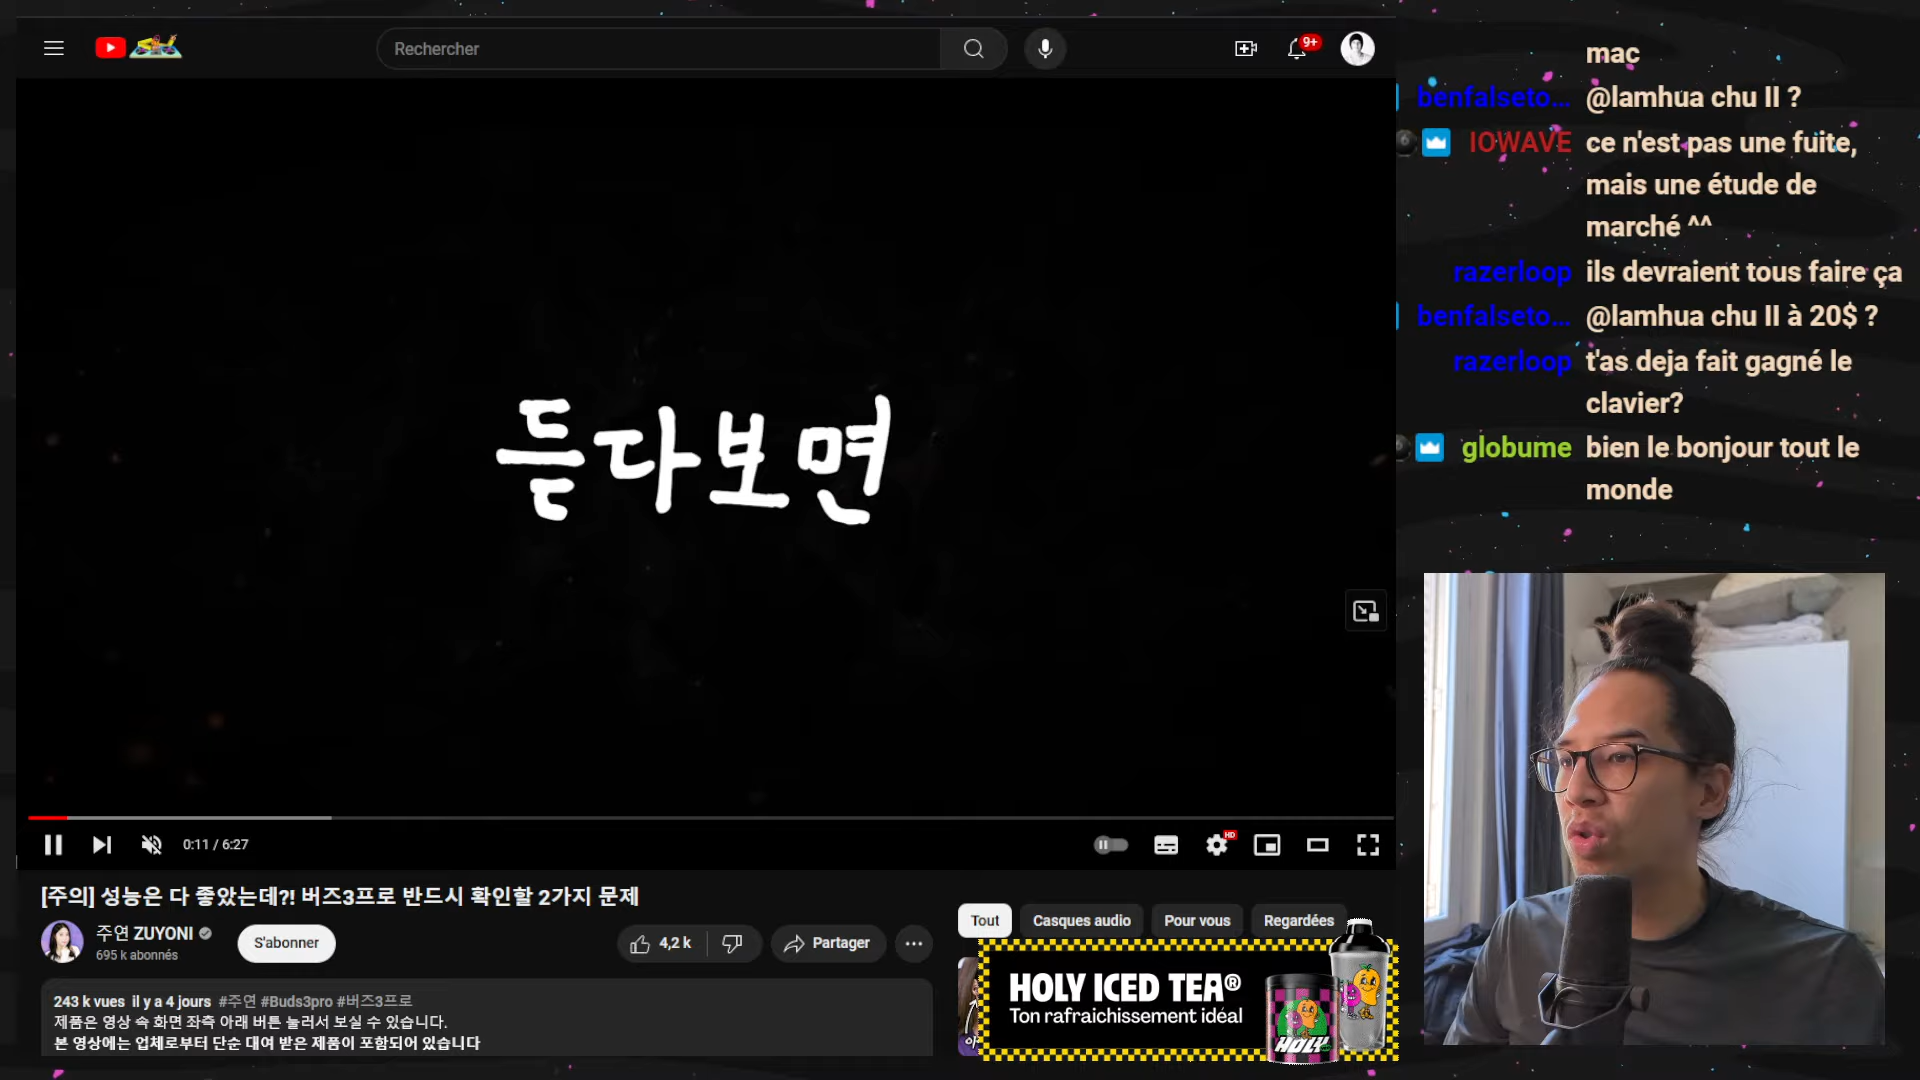 Rechercher
9+
듣다보면
0:11 / 6:27
HD
[주의] 성능은 다 좋았는데?! 버즈3프로 반드시 확인할 2가지 문제
주연 ZUYONI
695 k abonnés
S'abonner
4,2 k
Partager
243 k vues il y a 4 jours #주연 #Buds3pro #버즈3프로
제품은 영상 속 화면 좌측 아래 버튼 눌러서 보실 수 있습니다.
본 영상에는 업체로부터 단순 대여 받은 제품이 포함되어 있습니다
Tout
Casques audio
Pour vous
Regardées
HOLY ICED TEA®
Ton rafraichissement idéal
HOLY
mac
benfalseto... @lamhua chu II ?
IOWAVE ce n'est pas une fuite,
mais une étude de
marché ^^
razerloop ils devraient tous faire ça
benfalseto... @lamhua chu II à 20$ ?
razerloop t'as deja fait gagné le
clavier?
globume bien le bonjour tout le
monde